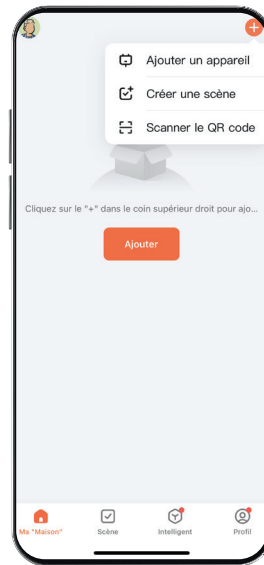 Ajouter un appareil
Créer une scène
Scanner le QR code
Cliquez sur le "+" dans le coin supérieur droit pour ajo...
Ajouter
Ma "Maison"
Scène
Intelligent
Profil